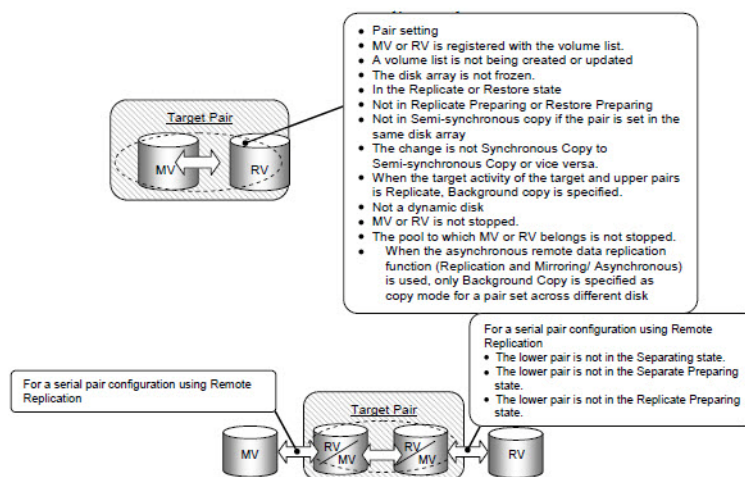 • Pair setting
• MV or RV is registered with the volume list.
• A volume list is not being created or updated
• The disk array is not frozen.
• In the Replicate or Restore state
• Not in Replicate Preparing or Restore Preparing
• Not in Semi-synchronous copy if the pair is set in the
same disk array
• The change is not Synchronous Copy to
Semi-synchronous Copy or vice versa.
• When the target activity of the target and upper pairs
is Replicate, Background copy is specified.
• Not a dynamic disk
• MV or RV is not stopped.
• The pool to which MV or RV belongs is not stopped.
• When the asynchronous remote data replication
function (Replication and Mirroring/ Asynchronous)
is used, only Background Copy is specified as
copy mode for a pair set across different disk
Target Pair
MV
RV
For a serial pair configuration using Remote
Replication
• The lower pair is not in the Separating state.
• The lower pair is not in the Separate Preparing
state.
• The lower pair is not in the Replicate Preparing
state.
For a serial pair configuration using Remote
Replication
Target Pair
MV
RV
MV
RV
MV
RV